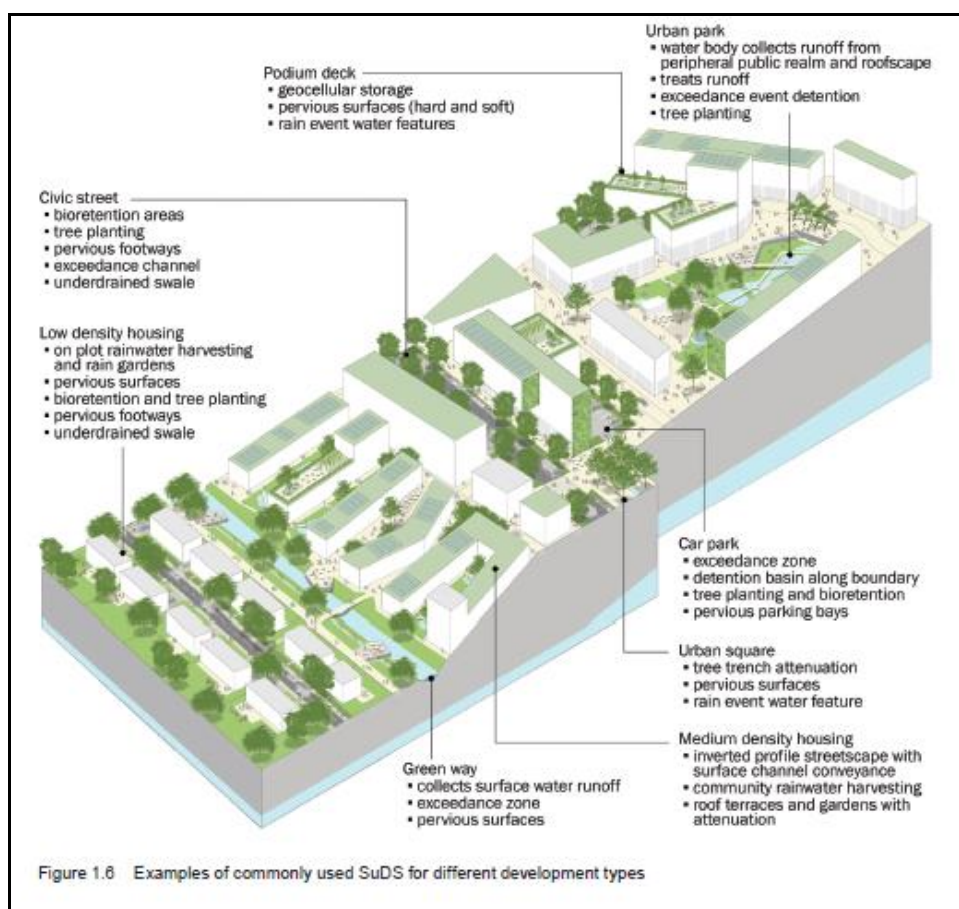 Urban park
▪ water body collects runoff from
peripheral public realm and roofscape
▪ treats runoff
▪ exceedance event detention
▪ tree planting
Podium deck
▪ geocellular storage
▪ pervious surfaces (hard and soft)
▪ rain event water features
Civic street
▪ bioretention areas
▪ tree planting
▪ pervious footways
▪ exceedance channel
▪ underdrained swale
Low density housing
▪ on plot rainwater harvesting
and rain gardens
▪ pervious surfaces
▪ bioretention and tree planting
▪ pervious footways
▪ underdrained swale
Car park
▪ exceedance zone
▪ detention basin along boundary
▪ tree planting and bioretention
▪ pervious parking bays
Urban square
▪ tree trench attenuation
▪ pervious surfaces
▪ rain event water feature
Medium density housing
▪ inverted profile streetscape with
surface channel conveyance
▪ community rainwater harvesting
▪ roof terraces and gardens with
attenuation
Green way
▪ collects surface water runoff
▪ exceedance zone
▪ pervious surfaces
Figure 1.6 Examples of commonly used SuDS for different development types